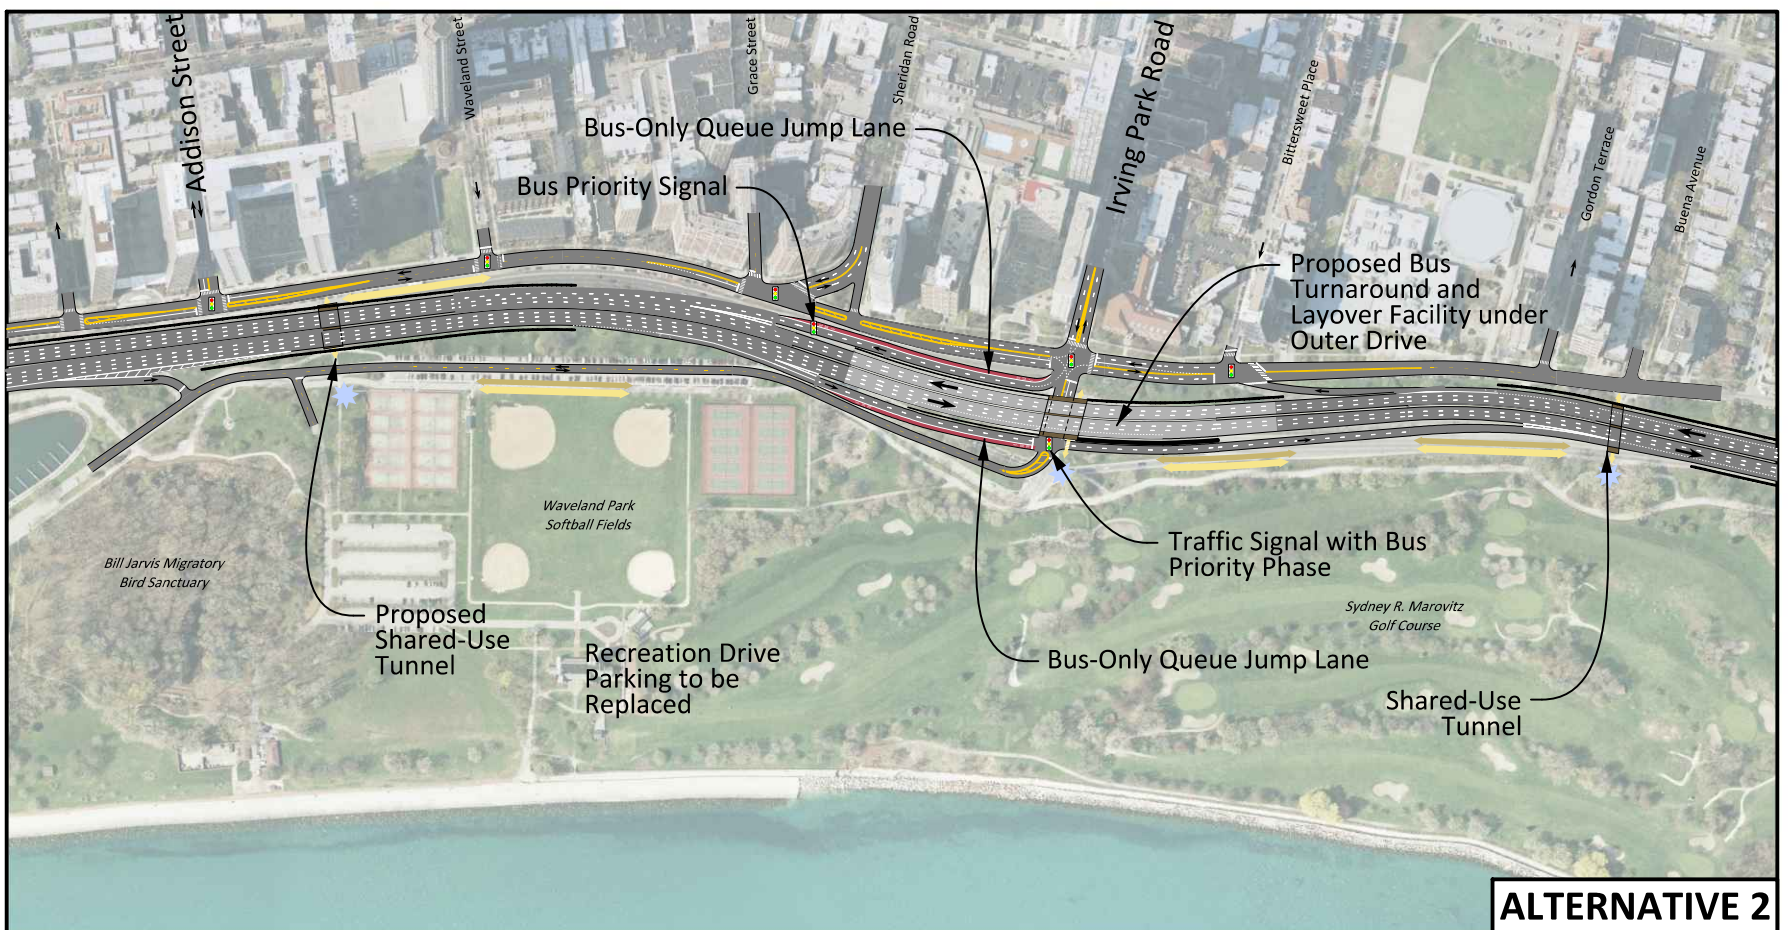 Addison Street
Waveland Street
Grace Street
Sheridan Road
Irving Park Road
Bittersweet Place
Gordon Terrace
Buena Avenue
Bus-Only Queue Jump Lane
Bus Priority Signal
Proposed Bus
Turnaround and
Layover Facility under
Outer Drive
Waveland Park
Softball Fields
Bill Jarvis Migratory
Bird Sanctuary
Traffic Signal with Bus
Priority Phase
Sydney R. Marovitz
Golf Course
Proposed
Shared-Use
Tunnel
Recreation Drive
Parking to be
Replaced
Bus-Only Queue Jump Lane
Shared-Use
Tunnel
ALTERNATIVE 2